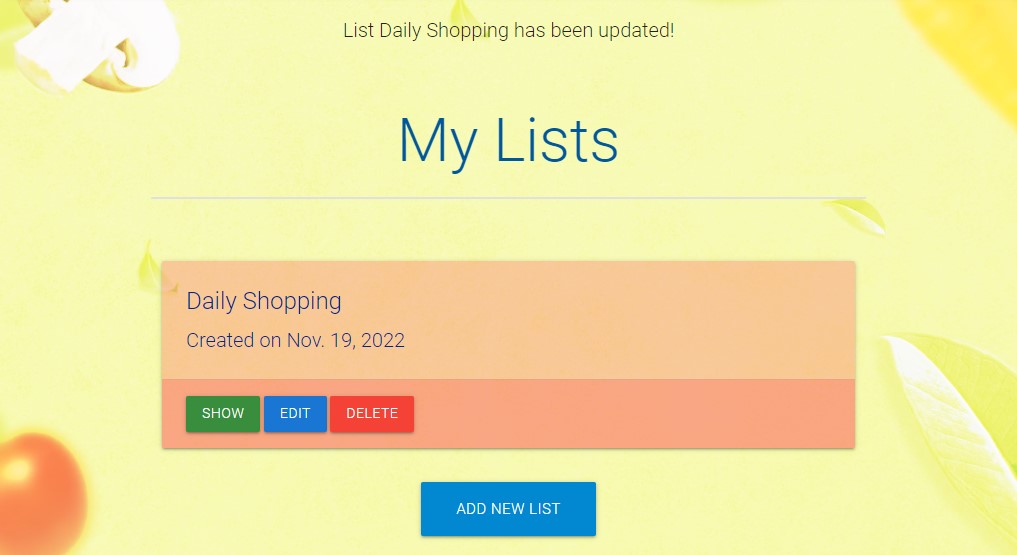 List Daily Shopping has been updated!
My Lists
Daily Shopping
Created on Nov. 19, 2022
SHOW EDIT DELETE
ADD NEW LIST